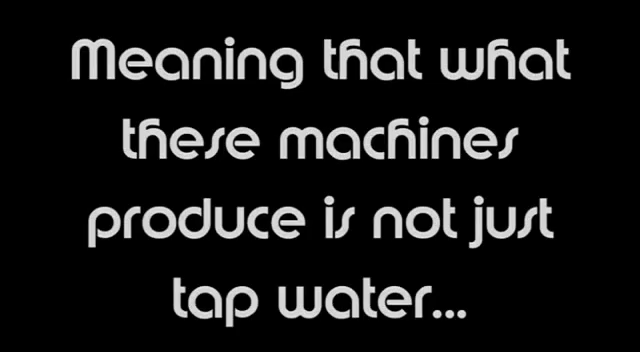 Meaning that what
these machines
produce is not just
tap water...